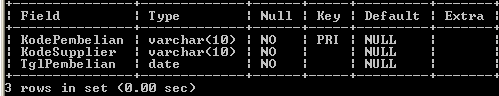 | Field | Type | Null | Key | Default | Extra |
| KodePembelian | varchar(10) | NO | PRI | NULL | |
| KodeSupplier | varchar(10) | NO | | NULL | |
| TglPembelian | date | NO | | NULL | |
3 rows in set (0.00 sec)